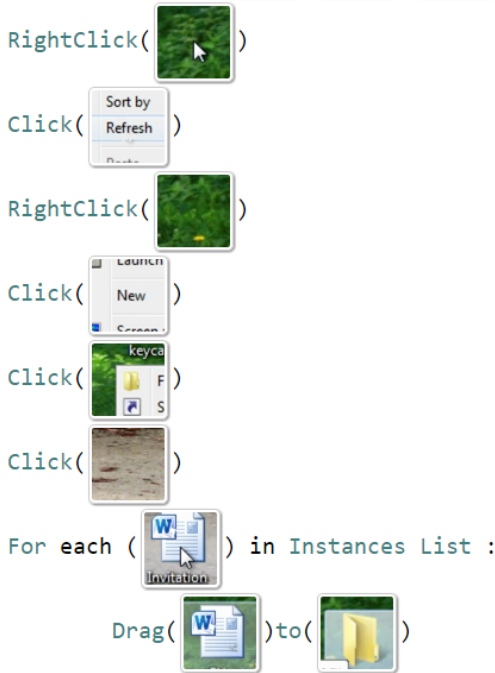 RightClick( )
Click( Sort by
Refresh )
RightClick( )
Click( Launch
New )
Click( keyca
F
S )
Click( )
For each ( W
Invitation ) in Instances List :
Drag( W )to( )